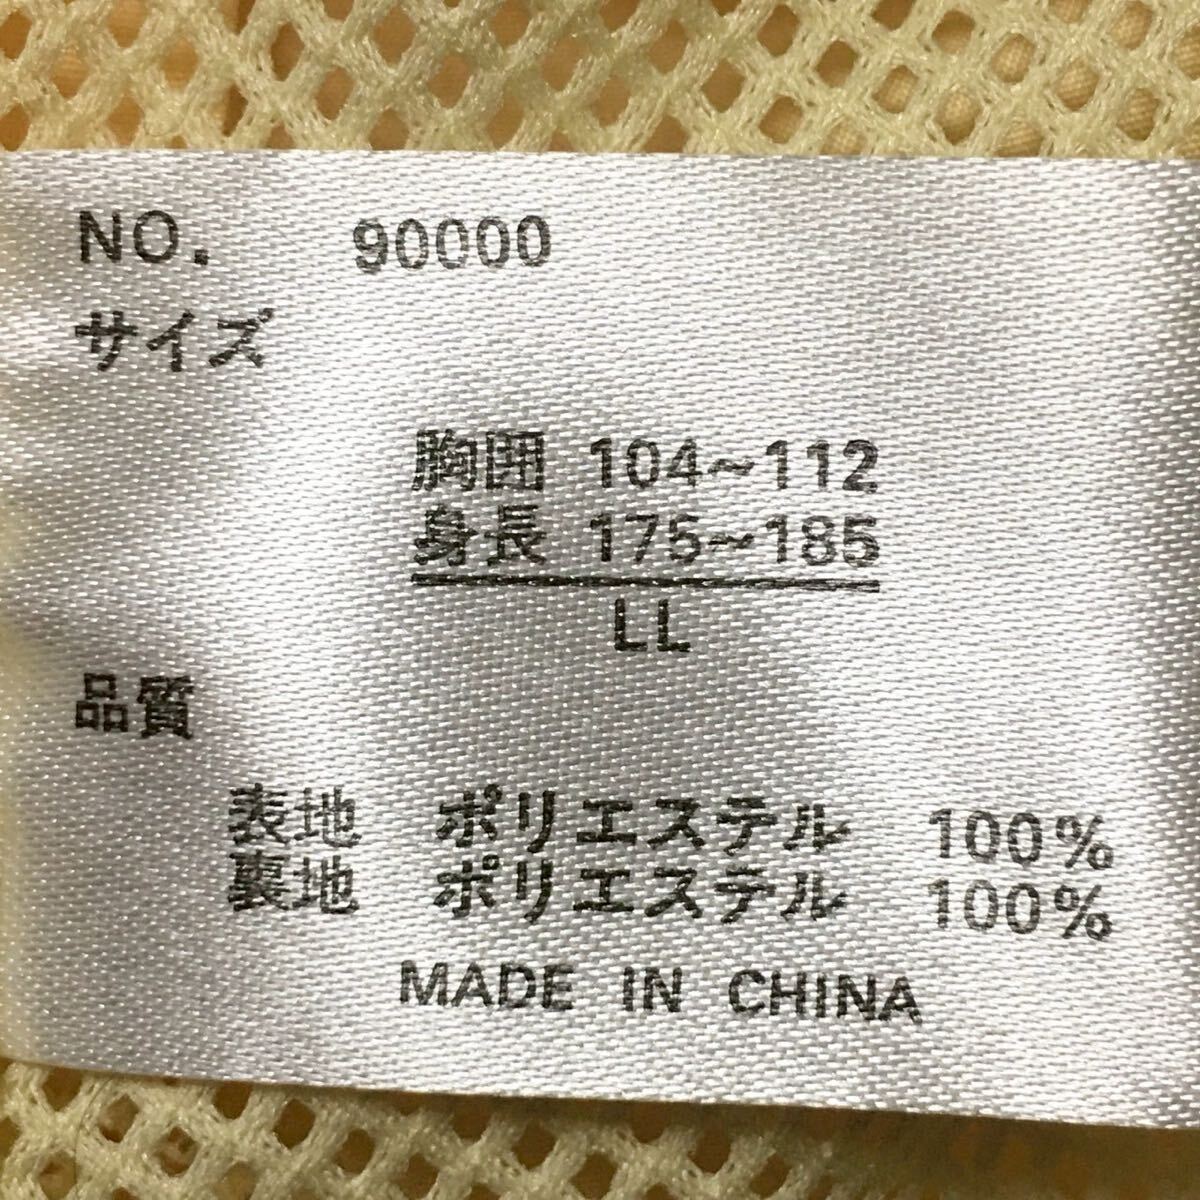 NO. 90000
サイズ
胸囲 104~112
身長 175~185
LL
品質
表地 ポリエステル 100%
裏地 ポリエステル 100%
MADE IN CHINA